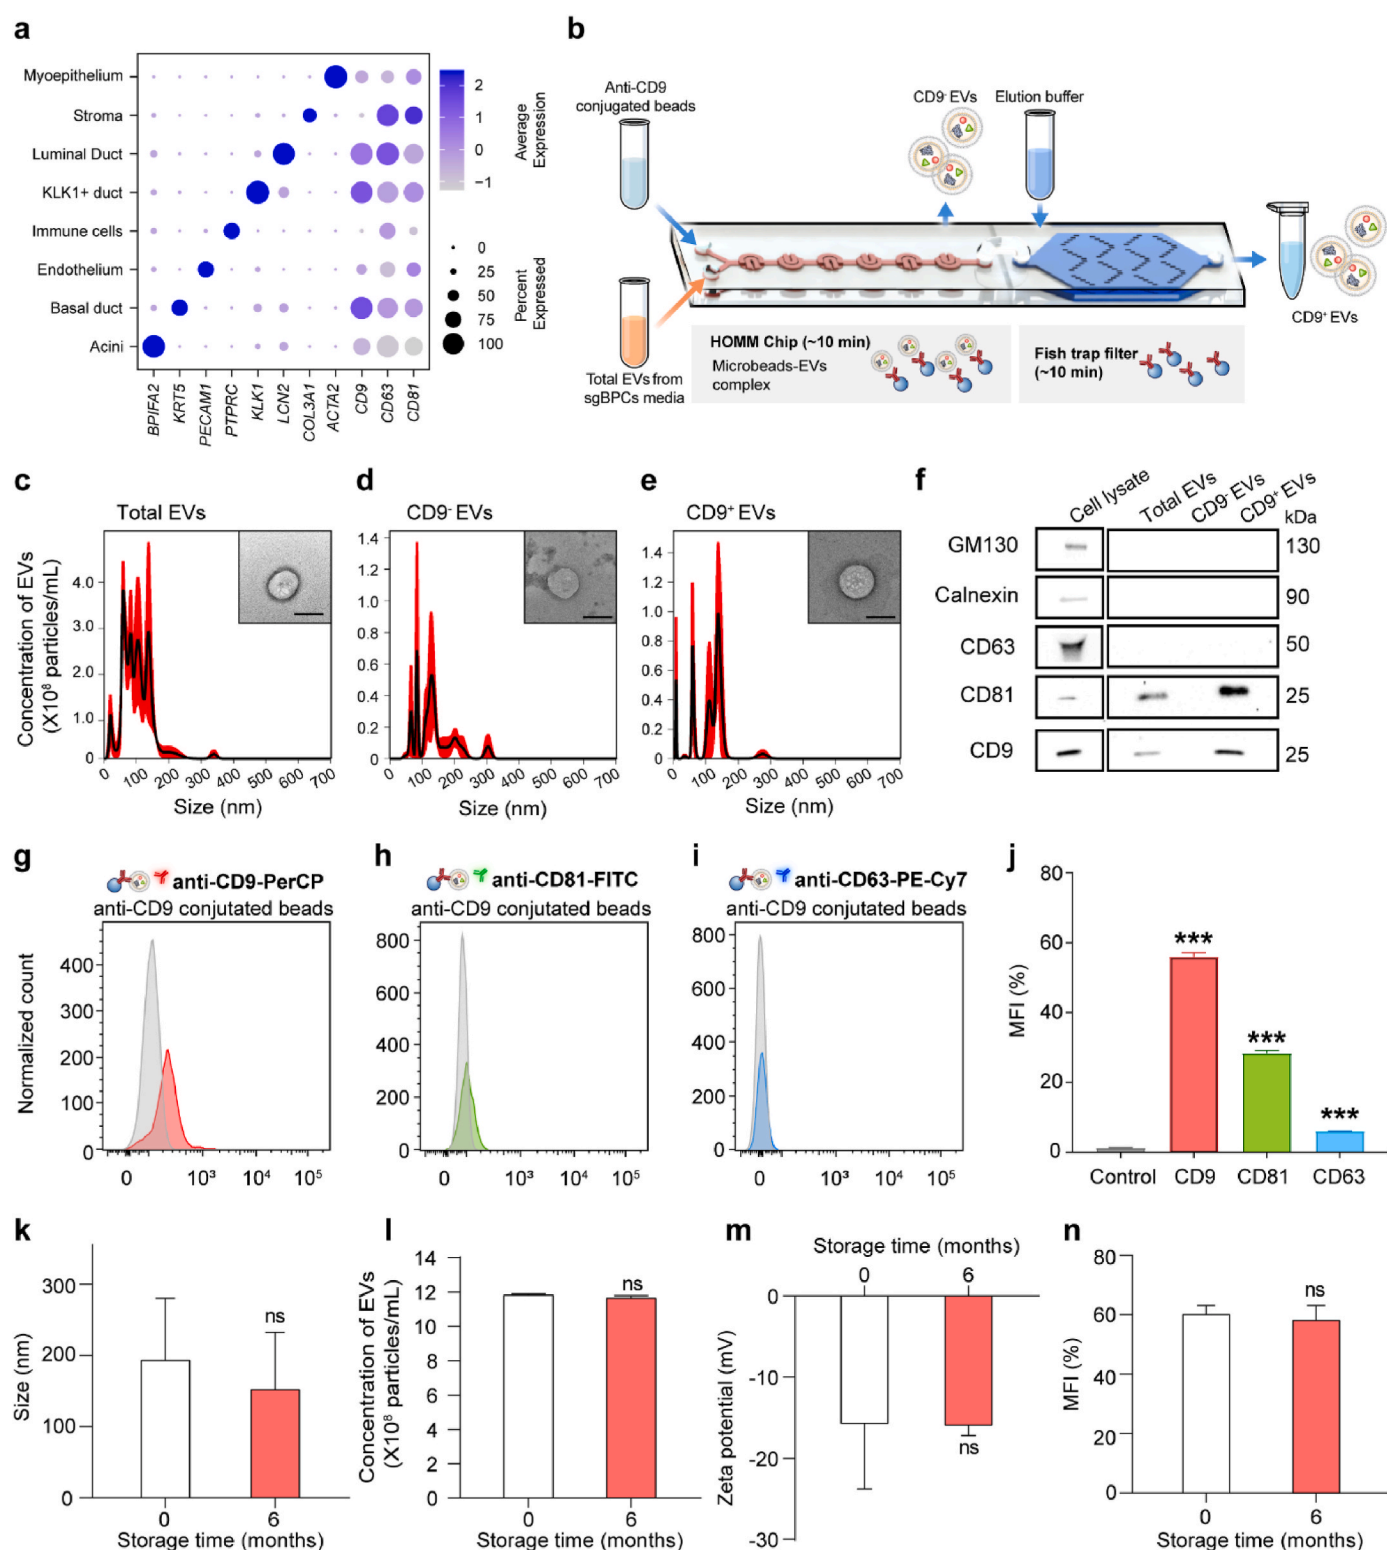 a
Myoepithelium
Stroma
Luminal Duct
KLK1+ duct
Immune cells
Endothelium
Basal duct
Acini
BPIFA2
KRT5
PECAM1
PTPRC
KLK1
LCN2
COL3A1
ACTA2
CD9
CD63
CD81
2
1
0
−1
Average
Expression
0
25
50
75
100
Percent
Expressed
b
Anti-CD9
conjugated beads
CD9⁻ EVs
Elution buffer
Total EVs from
sgBPCs media
HOMM Chip (~10 min)
Microbeads-EVs
complex
Fish trap filter
(~10 min)
CD9⁺ EVs
c
Total EVs
Concentration of EVs
(X10⁸ particles/mL)
4.0
3.0
2.0
1.0
0
0 100 200 300 400 500 600 700
Size (nm)
d
CD9⁻ EVs
1.4
1.2
1.0
0.8
0.6
0.4
0.2
0
0 100 200 300 400 500 600 700
Size (nm)
e
CD9⁺ EVs
1.4
1.2
1.0
0.8
0.6
0.4
0.2
0
0 100 200 300 400 500 600 700
Size (nm)
f
Cell lysate
Total EVs
CD9⁻ EVs
CD9⁺ EVs
kDa
GM130 130
Calnexin 90
CD63 50
CD81 25
CD9 25
g
anti-CD9-PerCP
anti-CD9 conjutated beads
Normalized count
400
300
200
100
0
0 10³ 10⁴ 10⁵
h
anti-CD81-FITC
anti-CD9 conjutated beads
800
600
400
200
0
0 10³ 10⁴ 10⁵
i
anti-CD63-PE-Cy7
anti-CD9 conjutated beads
800
600
400
200
0
0 10³ 10⁴ 10⁵
j
MFI (%)
80
60
40
20
0
***
***
***
Control CD9 CD81 CD63
k
Size (nm)
300
200
100
0
ns
0 6
Storage time (months)
l
Concentration of EVs
(X10⁸ particles/mL)
14
12
10
8
6
4
2
0
ns
0 6
Storage time (months)
m
Storage time (months)
0 6
Zeta potential (mV)
0
-10
-20
-30
ns
n
MFI (%)
80
60
40
20
0
ns
0 6
Storage time (months)